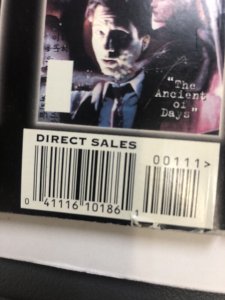 "The
Ancient
of
Days"
DIRECT SALES
00111>
0 41116 10186